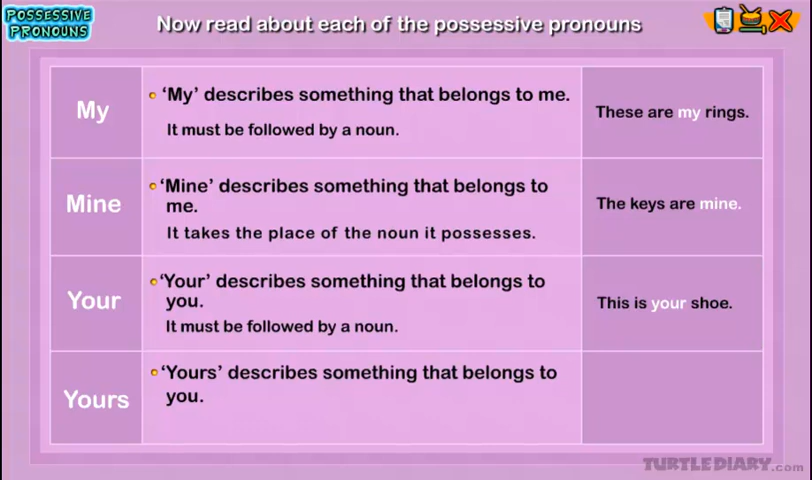 POSSESSIVE
PRONOUNS
Now read about each of the possessive pronouns
My
‘My’ describes something that belongs to me.
It must be followed by a noun.
These are my rings.
Mine
‘Mine’ describes something that belongs to
me.
It takes the place of the noun it possesses.
The keys are mine.
Your
‘Your’ describes something that belongs to
you.
It must be followed by a noun.
This is your shoe.
Yours
‘Yours’ describes something that belongs to
you.
TURTLEDIARY.com